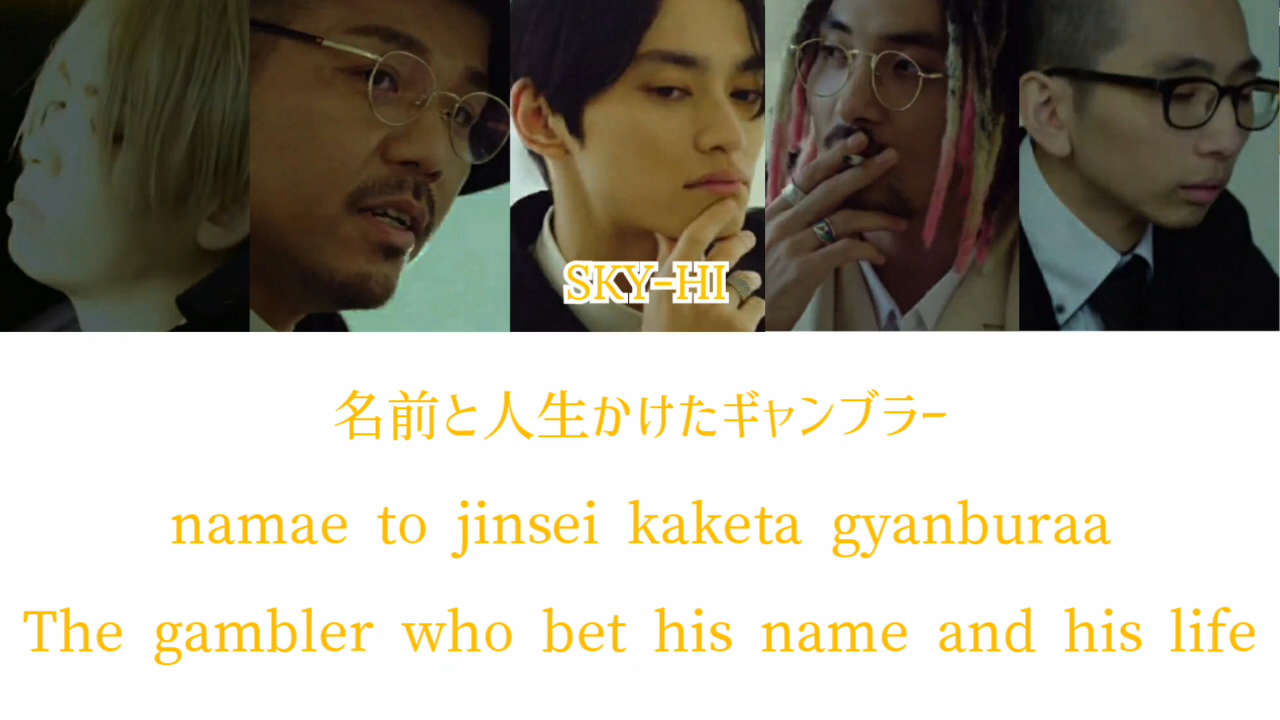 SKY-HI
名前と人生かけたギャンブラー
namae to jinsei kaketa gyanburaa
The gambler who bet his name and his life